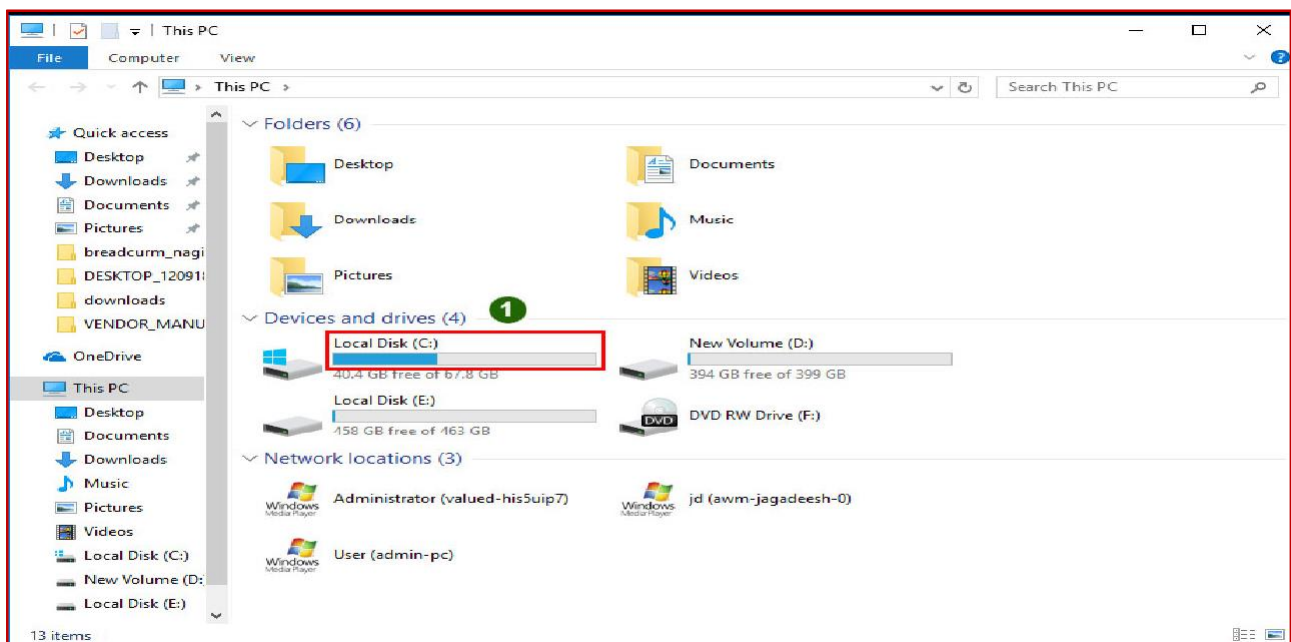 This PC
File Computer View
This PC
Search This PC
Quick access
Desktop
Downloads
Documents
Pictures
breadcurm_nagi
DESKTOP_12091
downloads
VENDOR_MANU
OneDrive
This PC
Desktop
Documents
Downloads
Music
Pictures
Videos
Local Disk (C:)
New Volume (D:
Local Disk (E:)
Folders (6)
Desktop Documents
Downloads Music
Pictures Videos
1
Devices and drives (4)
Local Disk (C:) New Volume (D:)
40.4 GB free of 67.8 GB 394 GB free of 399 GB
Local Disk (E:)
458 GB free of 463 GB
DVD DVD RW Drive (F:)
Network locations (3)
Windows Media Player Administrator (valued-his5uip7)
Windows Media Player jd (awm-jagadeesh-0)
Windows Media Player User (admin-pc)
13 items